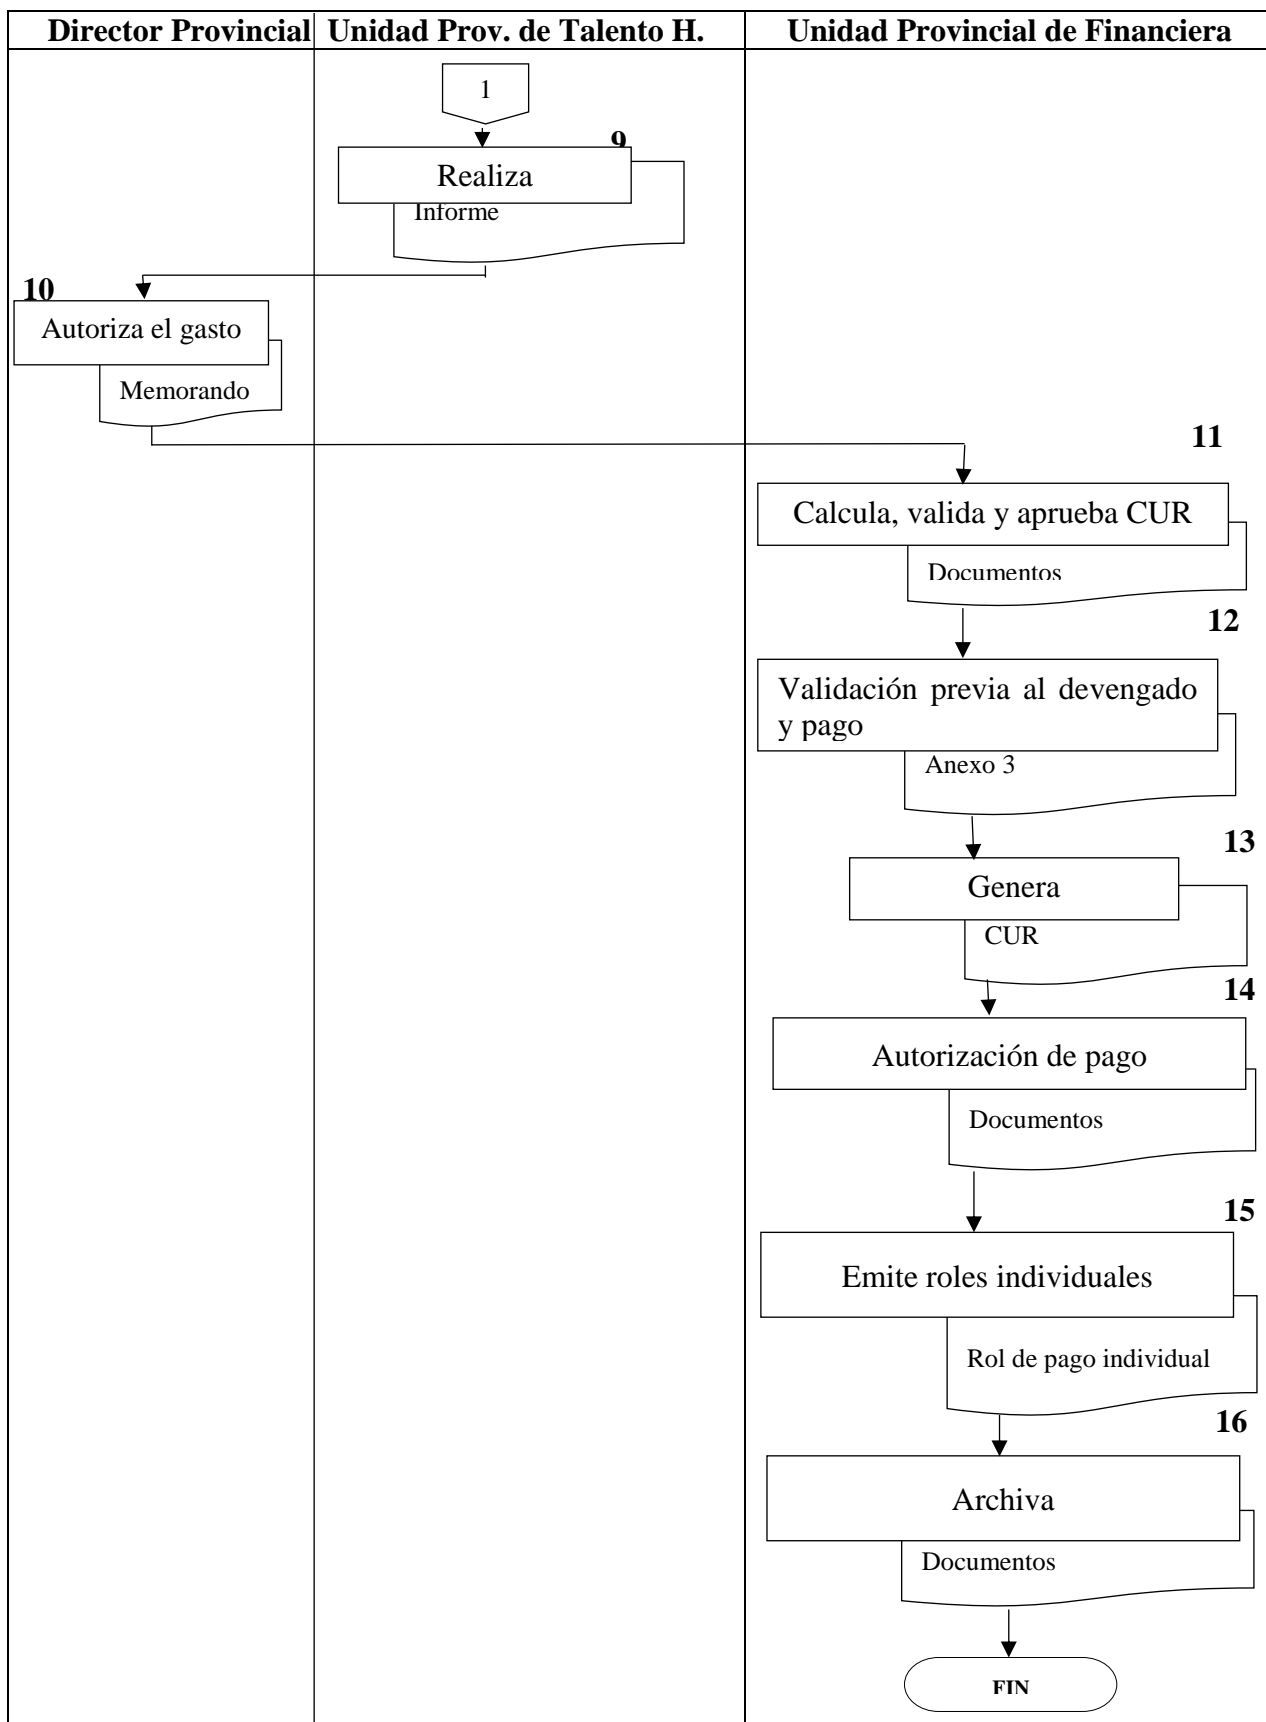 Director Provincial
Unidad Prov. de Talento H.
Unidad Provincial de Financiera
1
9
Realiza
Informe
10
Autoriza el gasto
Memorando
11
Calcula, valida y aprueba CUR
Documentos
12
Validación previa al devengado
y pago
Anexo 3
13
Genera
CUR
14
Autorización de pago
Documentos
15
Emite roles individuales
Rol de pago individual
16
Archiva
Documentos
FIN